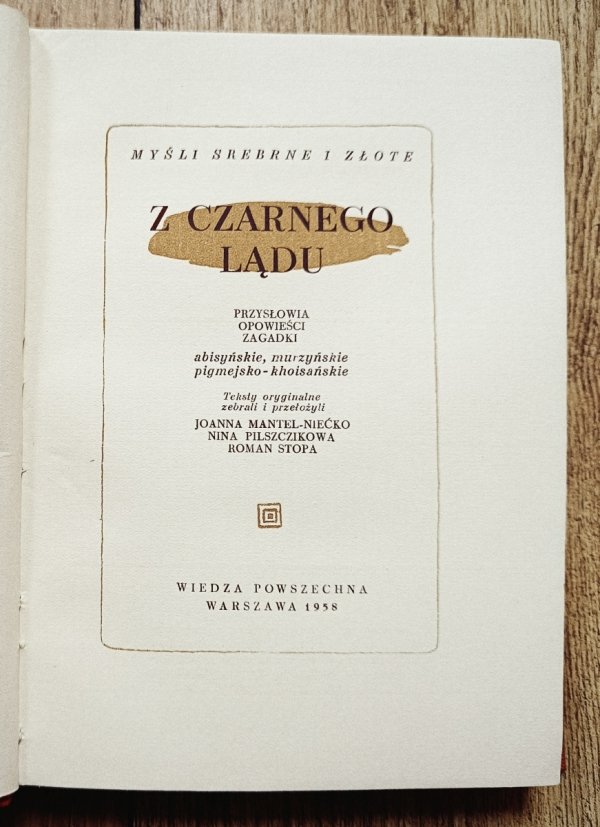 MYŚLI SREBRNE I ZŁOTE
Z CZARNEGO
LĄDU
PRZYSŁOWIA
OPOWIEŚCI
ZAGADKI
abisyńskie, murzyńskie
pigmejsko-khoisańskie
Teksty oryginalne
zebrali i przełożyli
JOANNA MANTEL-NIEĆKO
NINA PILSZCZIKOWA
ROMAN STOPA
WIEDZA POWSZECHNA
WARSZAWA 1958